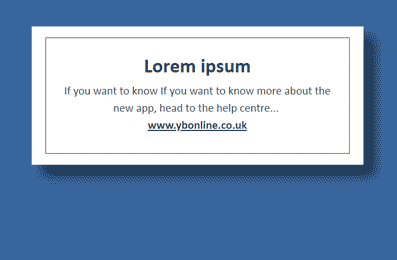 Lorem ipsum
If you want to know If you want to know more about the
new app, head to the help centre...
www.ybonline.co.uk